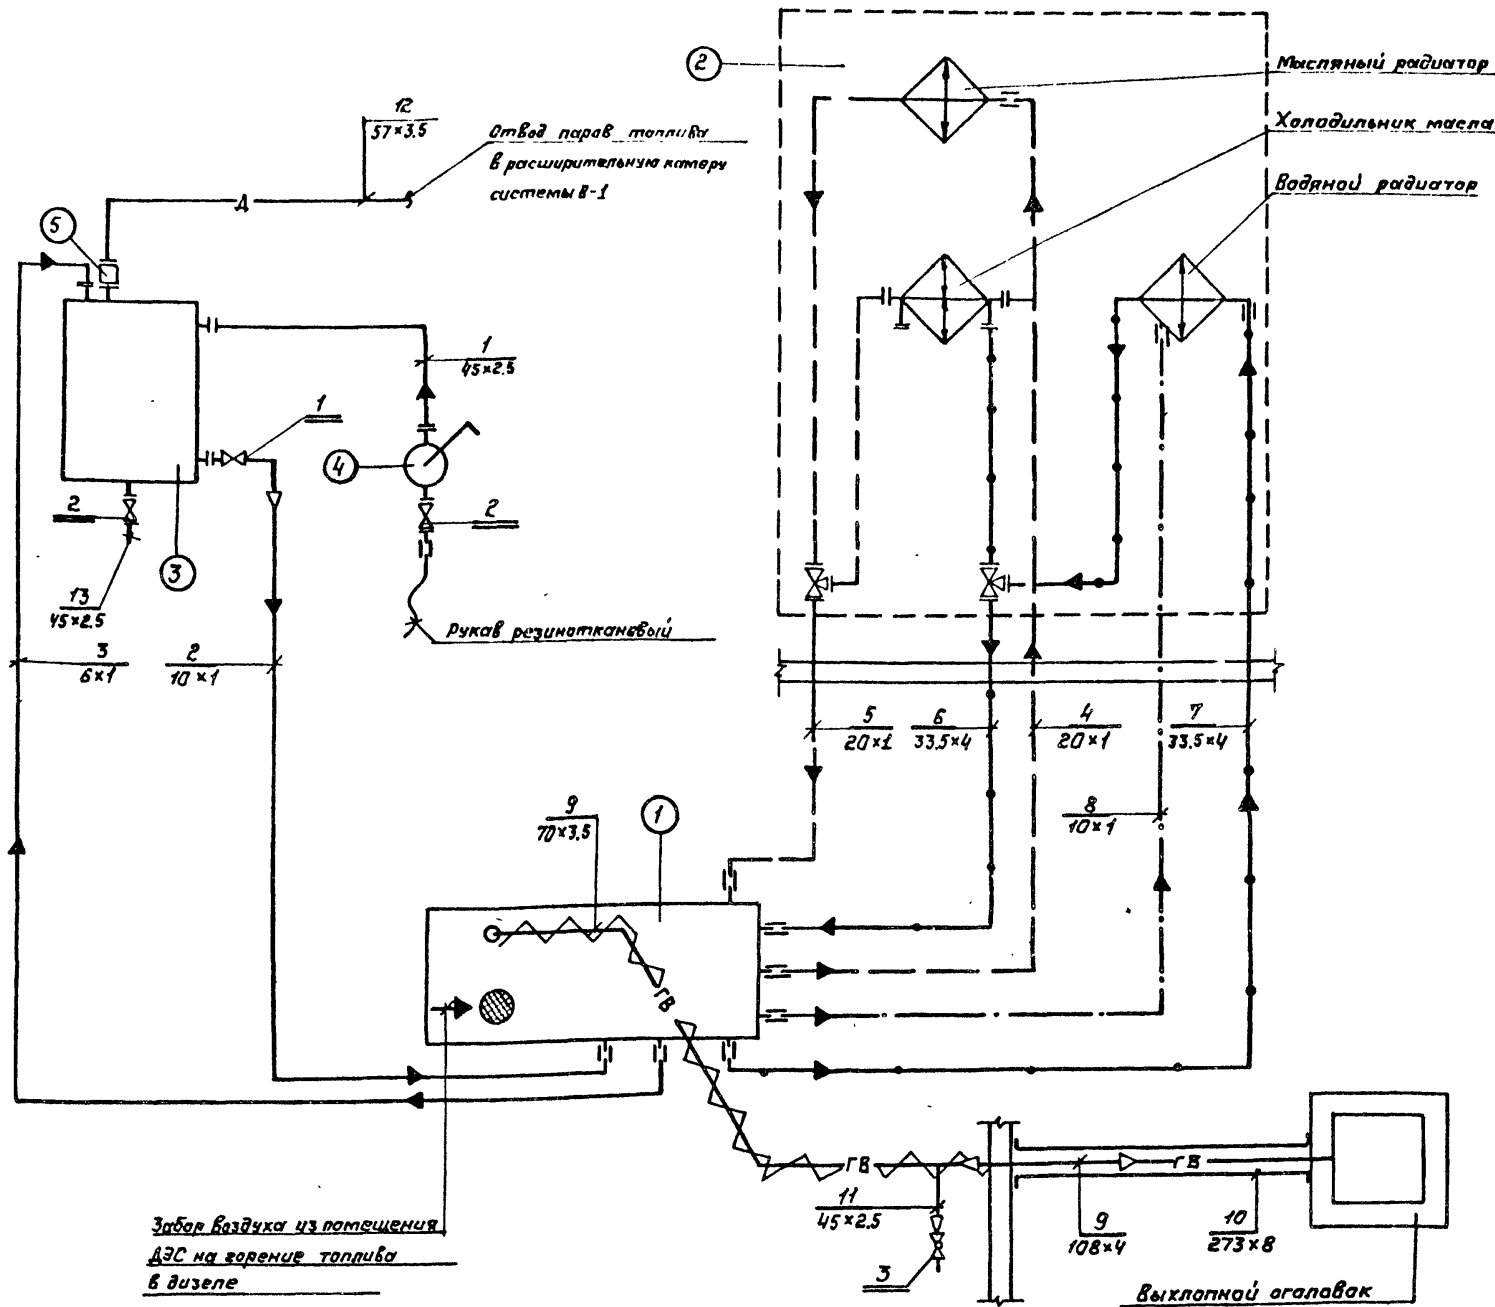 2
Масляный радиатор
Холадильник масла
Водяной радиатор
12
57×3.5
Отвод паров топлива
в расширительную камеру
системы В-1
Д
5
1
45×2.5
1
4
2
2
3
13
45×2.5
Рукав резинотканевый
3
6×1
2
10×1
5
20×1
6
33.5×4
4
20×1
7
33.5×4
8
10×1
9
70×3.5
1
ГВ
ГВ
ГВ
11
45×2.5
3
9
108×4
10
273×8
Забор воздуха из помещения
ДЭС на горение топлива
в дизеле
Выхлопной оголовак